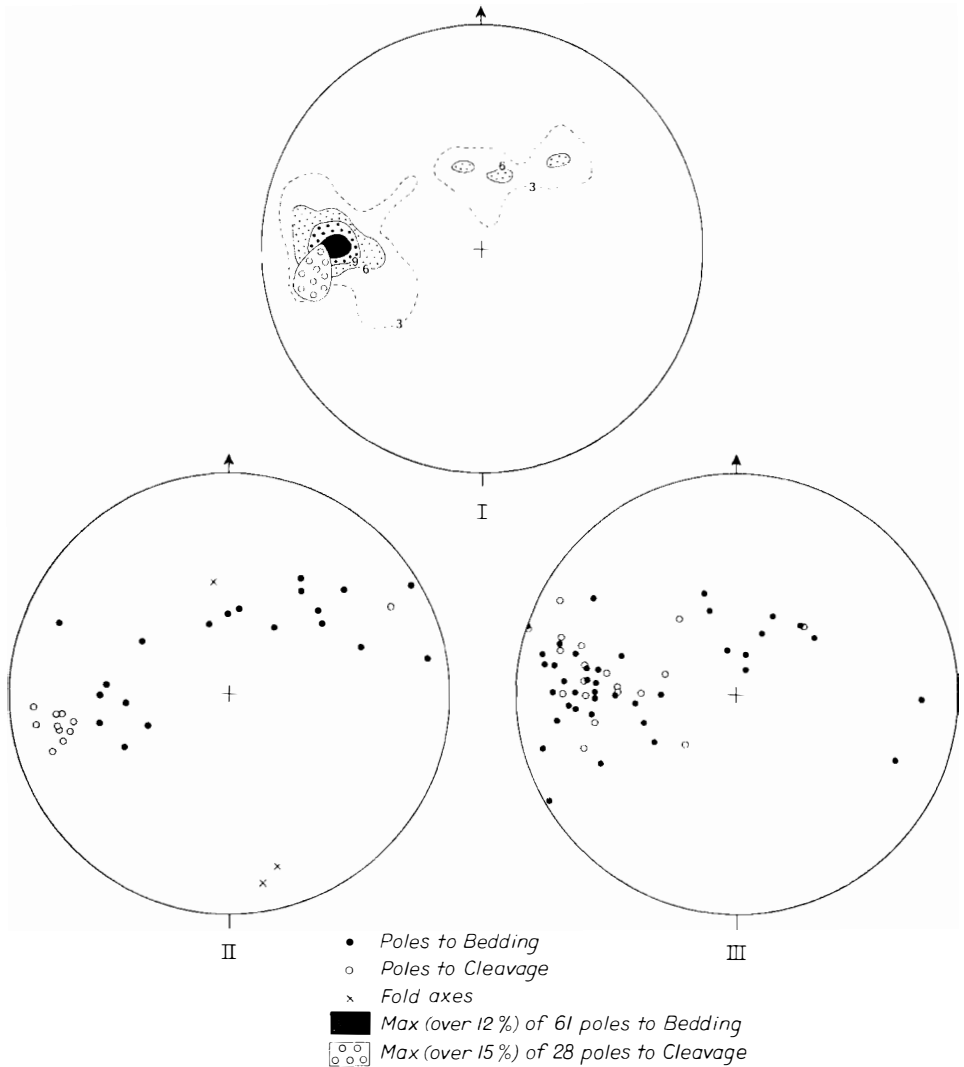 6
3
9
6
3
I
II
III
Poles to Bedding
Poles to Cleavage
Fold axes
Max (over 12 %) of 61 poles to Bedding
Max (over 15 %) of 28 poles to Cleavage